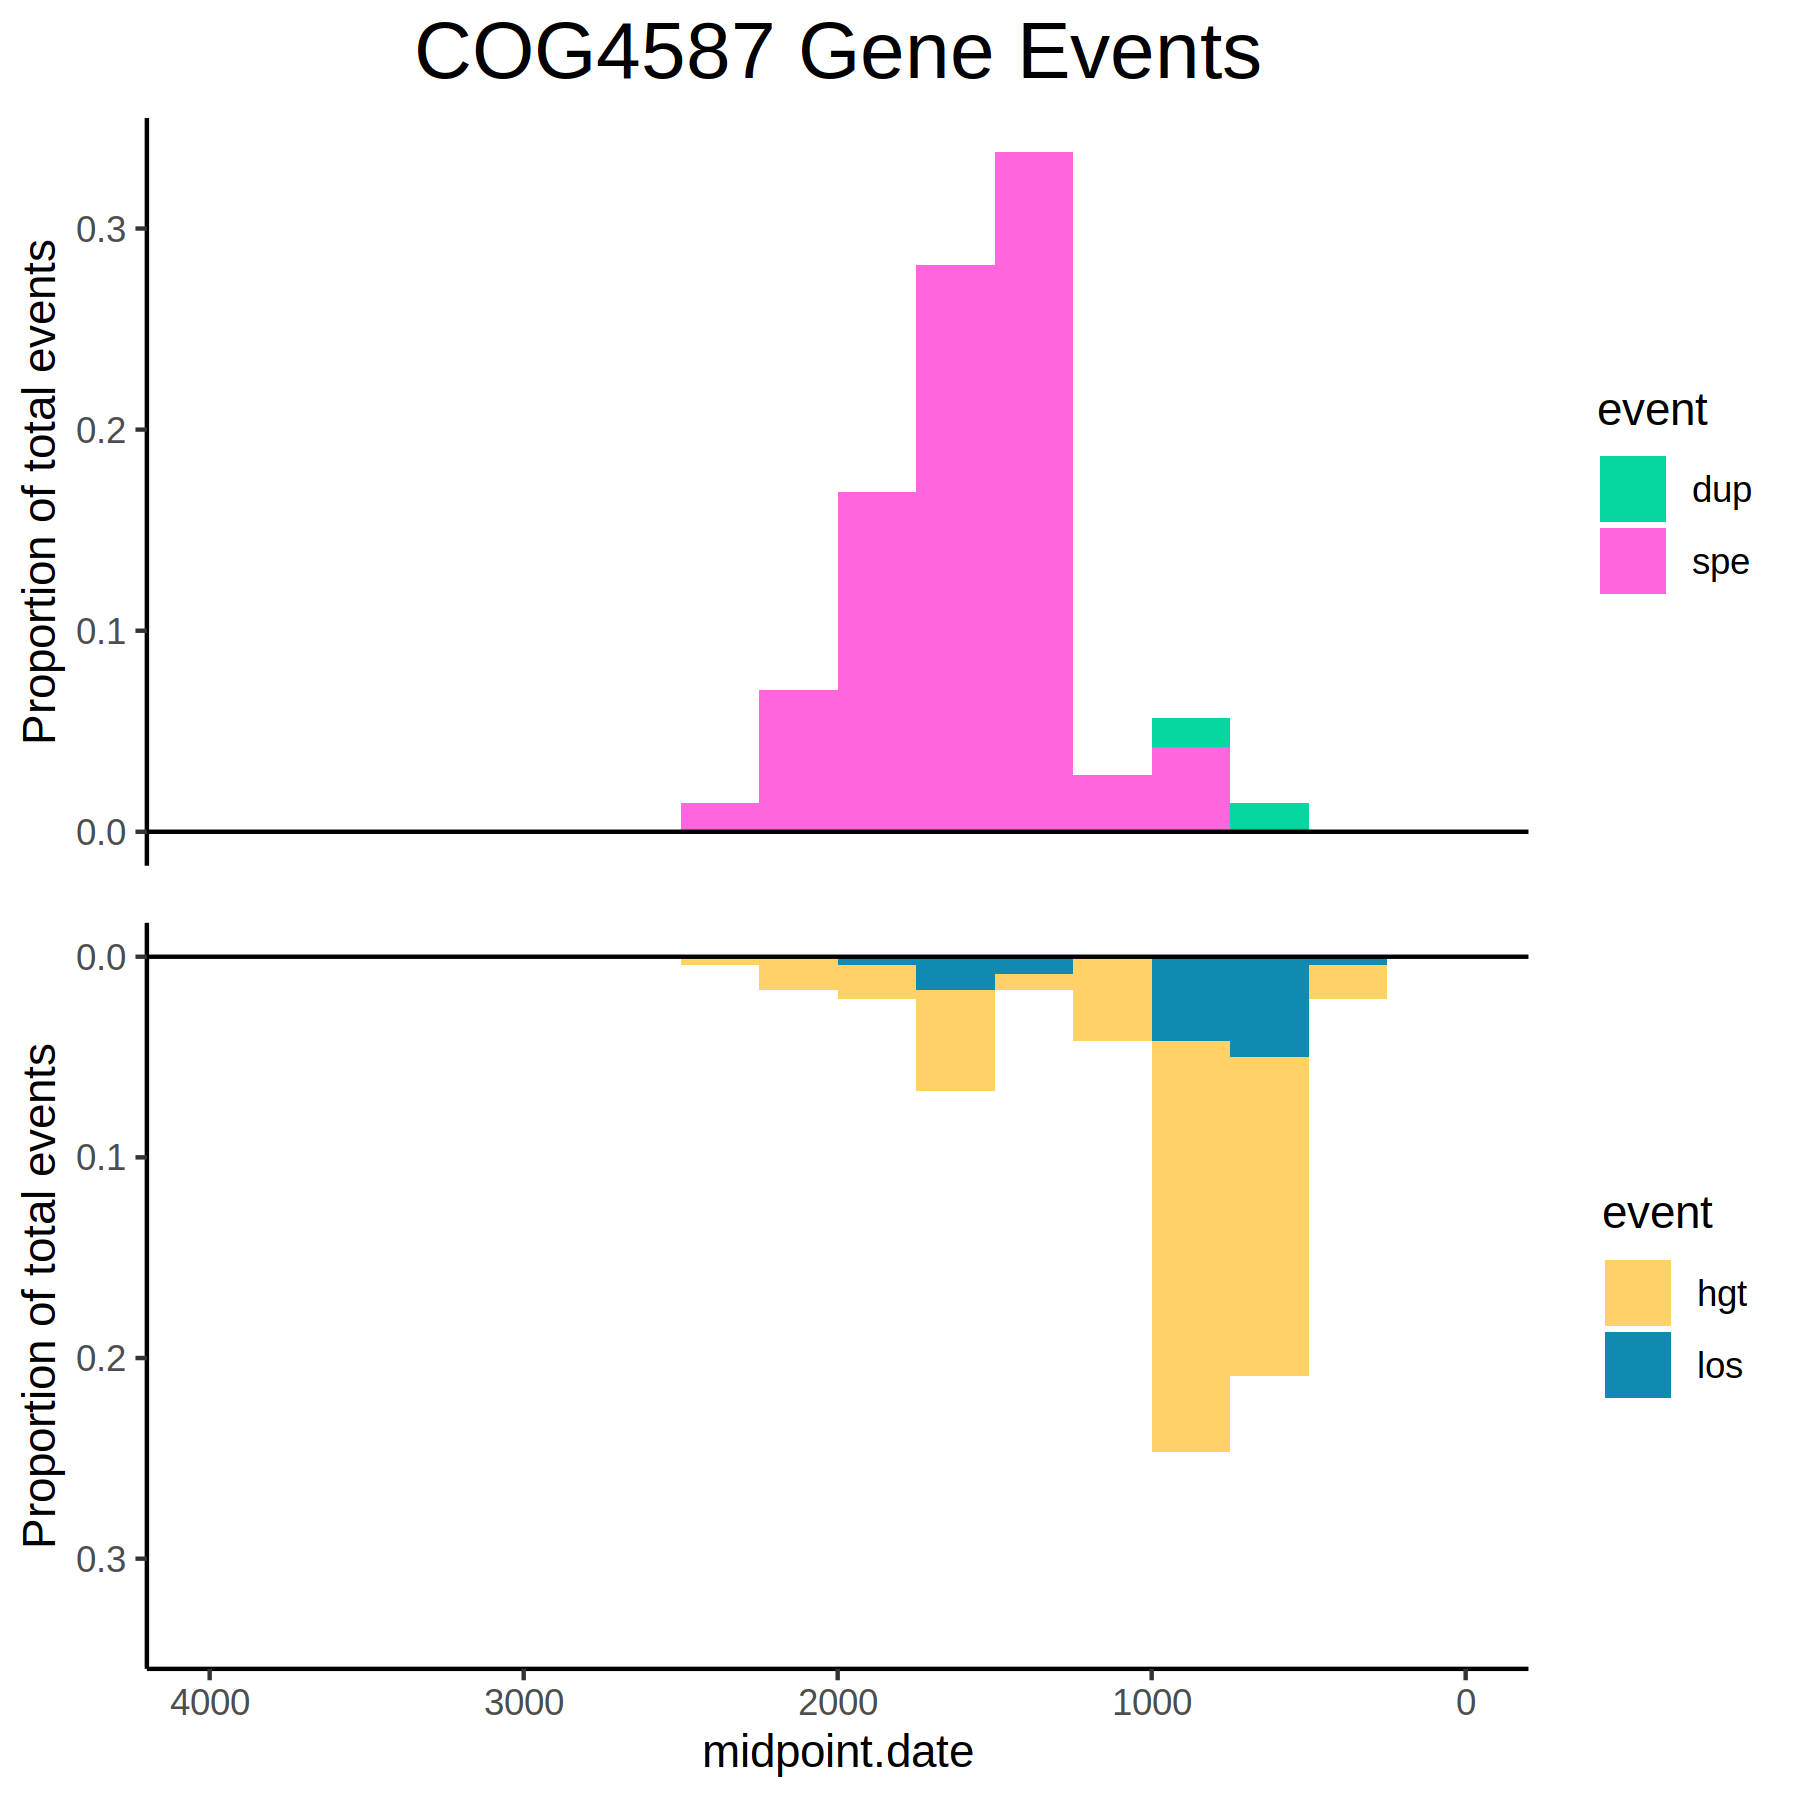 COG4587 Gene Events
Proportion of total events
0.3
0.2
0.1
0.0
event
dup
spe
Proportion of total events
0.0
0.1
0.2
0.3
event
hgt
los
4000 3000 2000 1000 0
midpoint.date